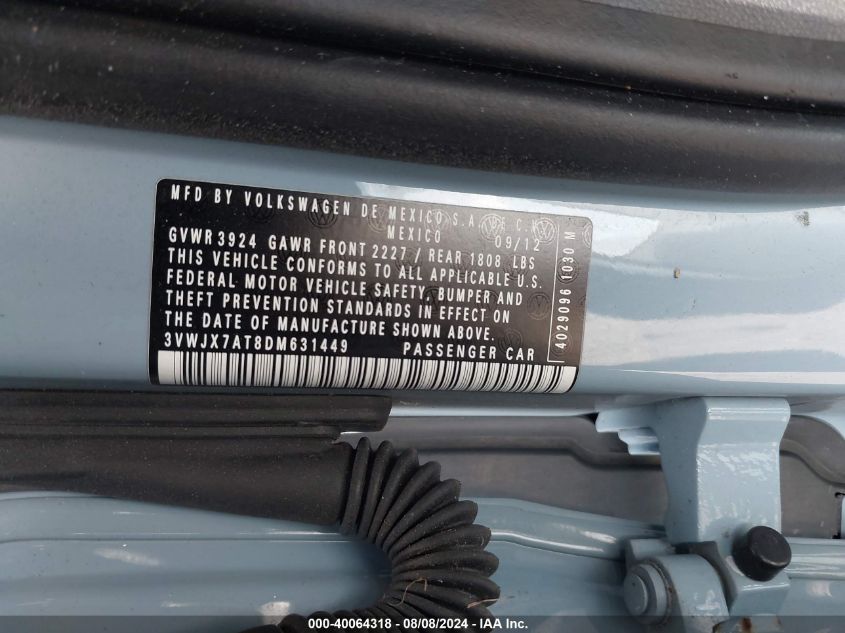 MFD BY VOLKSWAGEN DE MEXICO S.A. DE C.V
MEXICO 09/12
GVWR 3924 GAWR FRONT 2227 / REAR 1808 LBS
THIS VEHICLE CONFORMS TO ALL APPLICABLE U.S.
FEDERAL MOTOR VEHICLE SAFETY, BUMPER AND
THEFT PREVENTION STANDARDS IN EFFECT ON
THE DATE OF MANUFACTURE SHOWN ABOVE.
3VWJX7AT8DM631449 PASSENGER CAR
4029096 1030 M
000-40064318 - 08/08/2024 - IAA Inc.